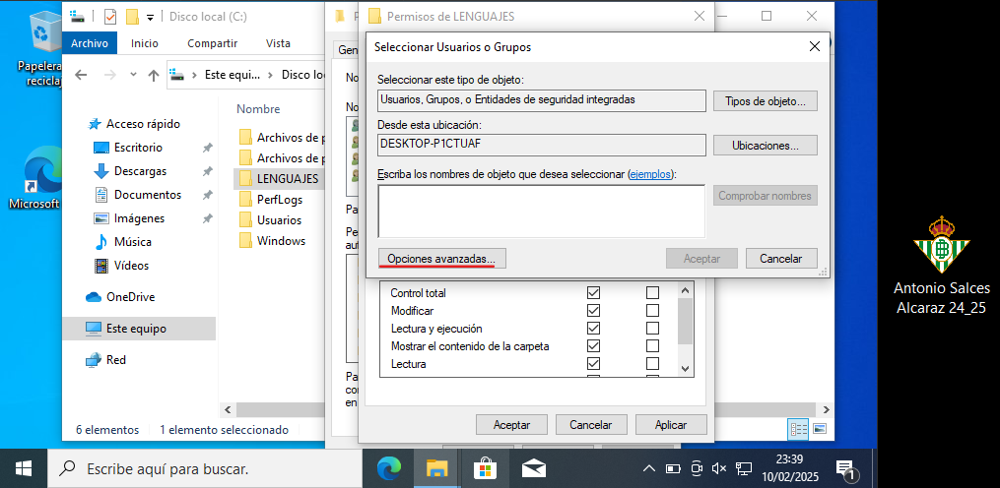 Disco local (C:)
Archivo
Inicio
Compartir
Vista
Este equi...
Disco loc
Nombre
Acceso rápido
Escritorio
Descargas
Documentos
Imágenes
Música
Vídeos
OneDrive
Este equipo
Red
Archivos de p
Archivos de p
LENGUAJES
PerfLogs
Usuarios
Windows
6 elementos
1 elemento seleccionado
Papelera
reciclaj
Microsoft
P
Gen
No
No
Pa
Pe
aut
Pa
co
en
Permisos de LENGUAJES
Seleccionar Usuarios o Grupos
Seleccionar este tipo de objeto:
Usuarios, Grupos, o Entidades de seguridad integradas
Tipos de objeto...
Desde esta ubicación:
DESKTOP-P1CTUAF
Ubicaciones...
Escriba los nombres de objeto que desea seleccionar (ejemplos):
Comprobar nombres
Opciones avanzadas...
Aceptar
Cancelar
Control total
Modificar
Lectura y ejecución
Mostrar el contenido de la carpeta
Lectura
Aceptar
Cancelar
Aplicar
Antonio Salces
Alcaraz 24_25
Escribe aquí para buscar.
23:39
10/02/2025
1